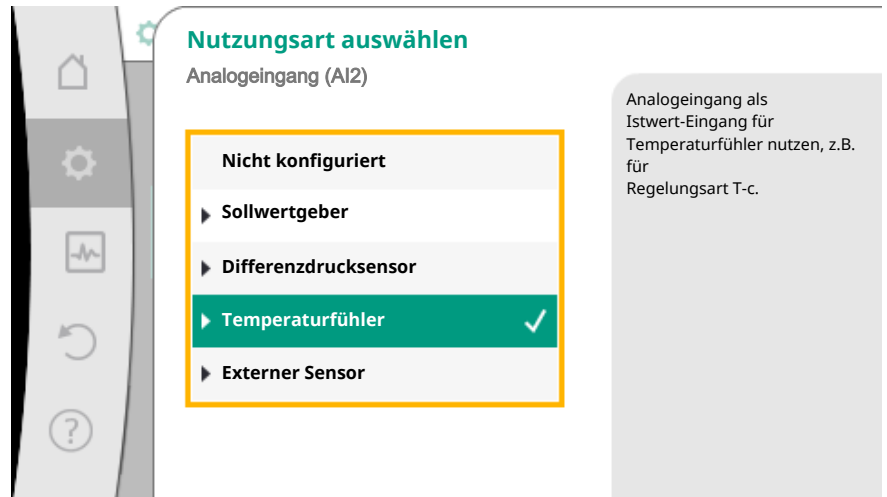 Nutzungsart auswählen
Analogeingang (AI2)
Nicht konfiguriert
Sollwertgeber
Differenzdrucksensor
Temperaturfühler
Externer Sensor
Analogeingang als
Istwert-Eingang für
Temperaturfühler nutzen, z.B.
für
Regelungsart T-c.
?